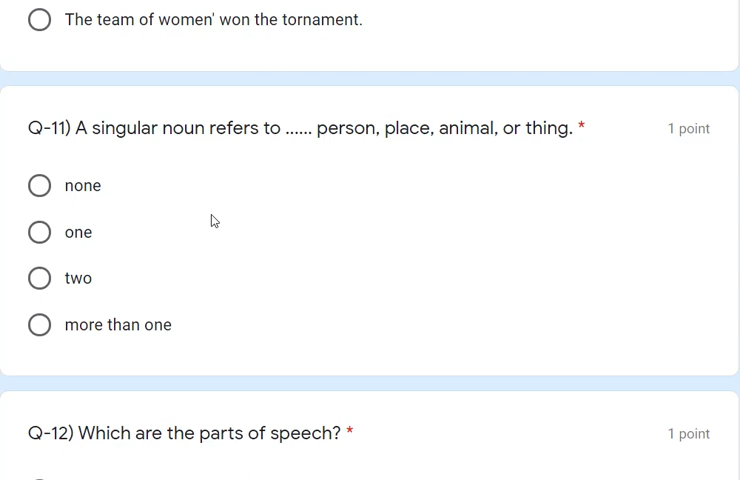 The team of women' won the tornament.
Q-11) A singular noun refers to ...... person, place, animal, or thing. * 1 point
none
one
two
more than one
Q-12) Which are the parts of speech? * 1 point